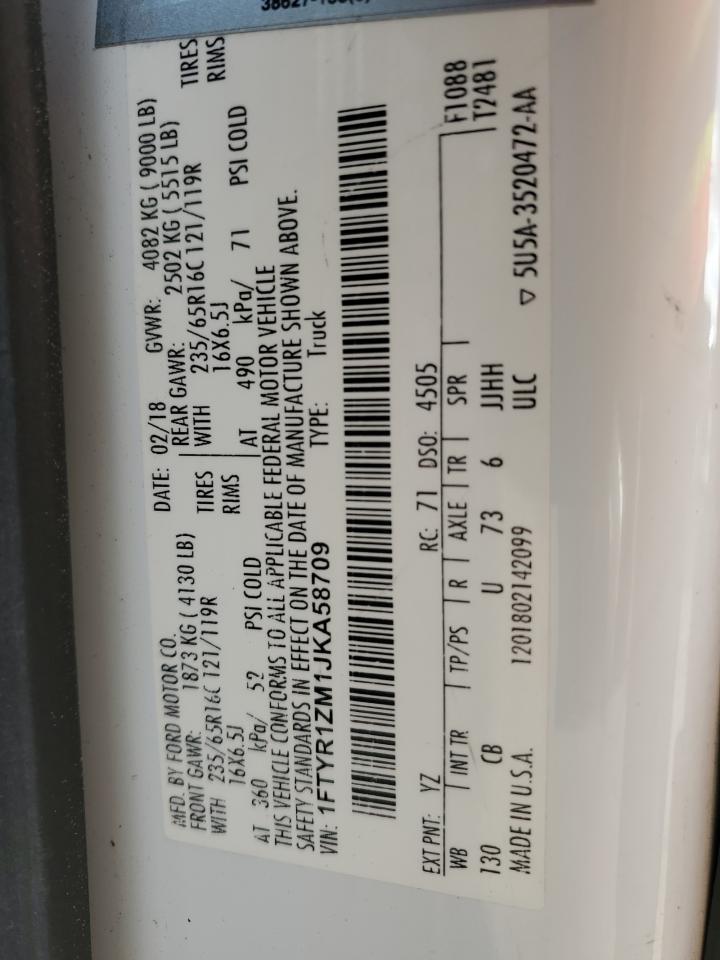 MFD. BY FORD MOTOR CO.
DATE: 02/18 GVWR: 4082 KG ( 9000 LB)
FRONT GAWR: 1873 KG ( 4130 LB) REAR GAWR: 2502 KG ( 5515 LB)
WITH 235/65R16C 121/119R TIRES WITH 235/65R16C 121/119R TIRES
16X6.5J RIMS 16X6.5J RIMS
AT 360 kPa/ 52 PSI COLD AT 490 kPa/ 71 PSI COLD
THIS VEHICLE CONFORMS TO ALL APPLICABLE FEDERAL MOTOR VEHICLE
SAFETY STANDARDS IN EFFECT ON THE DATE OF MANUFACTURE SHOWN ABOVE.
VIN: 1FTYR1ZM1JKA58709 TYPE: Truck
EXT PNT: YZ RC: 71 DSO: 4505
WB INT TR TP/PS R AXLE TR SPR F1088
130 CB U 73 6 JJHH T2481
ULC
MADE IN U.S.A. 1201802142099 ▽ 5U5A-3520472-AA